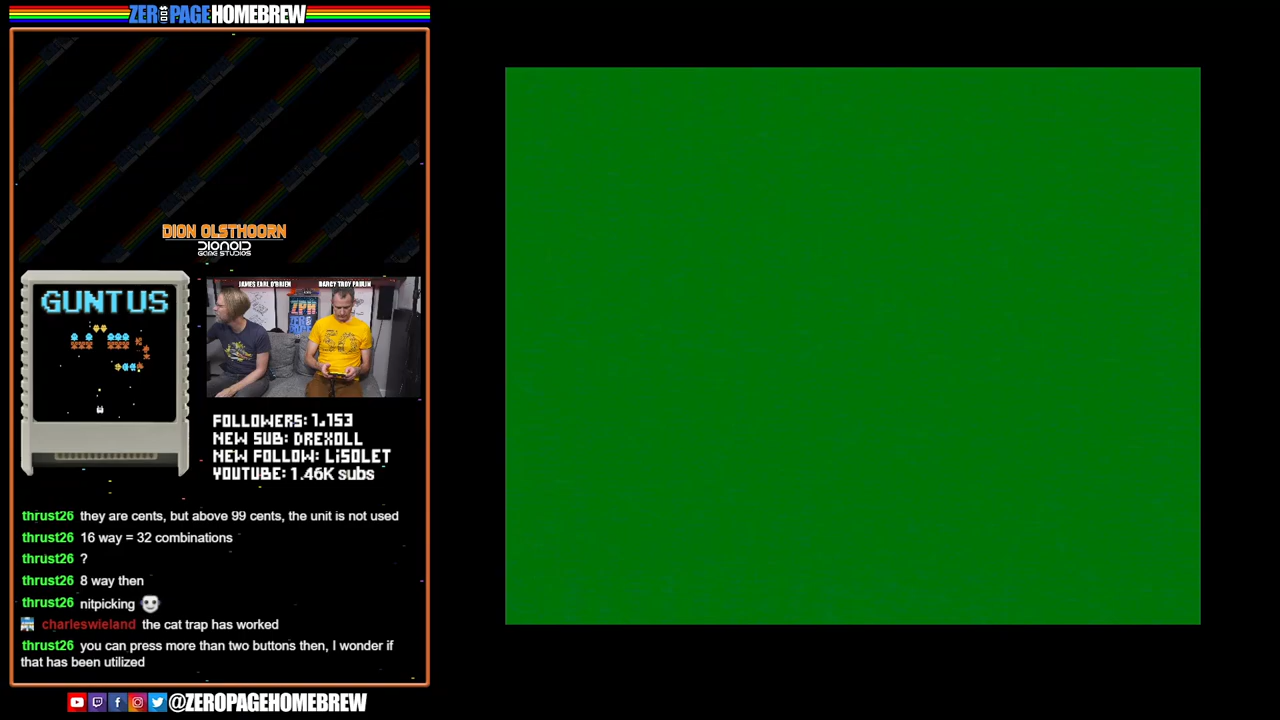 ZEROPAGE HOMEBREW
DION OLSTHOORN
DIONOID
GAME STUDIOS
GUNTUS
JAMES EARL O'BRIEN
DARCY TROY PAULIN
FOLLOWERS: 1,153
NEW SUB: DREXOLL
NEW FOLLOW: LISOLET
YOUTUBE: 1.46K subs
thrust26 they are cents, but above 99 cents, the unit is not used
thrust26 16 way = 32 combinations
thrust26 ?
thrust26 8 way then
thrust26 nitpicking
charleswieland the cat trap has worked
thrust26 you can press more than two buttons then, I wonder if
that has been utilized
@ZEROPAGEHOMEBREW